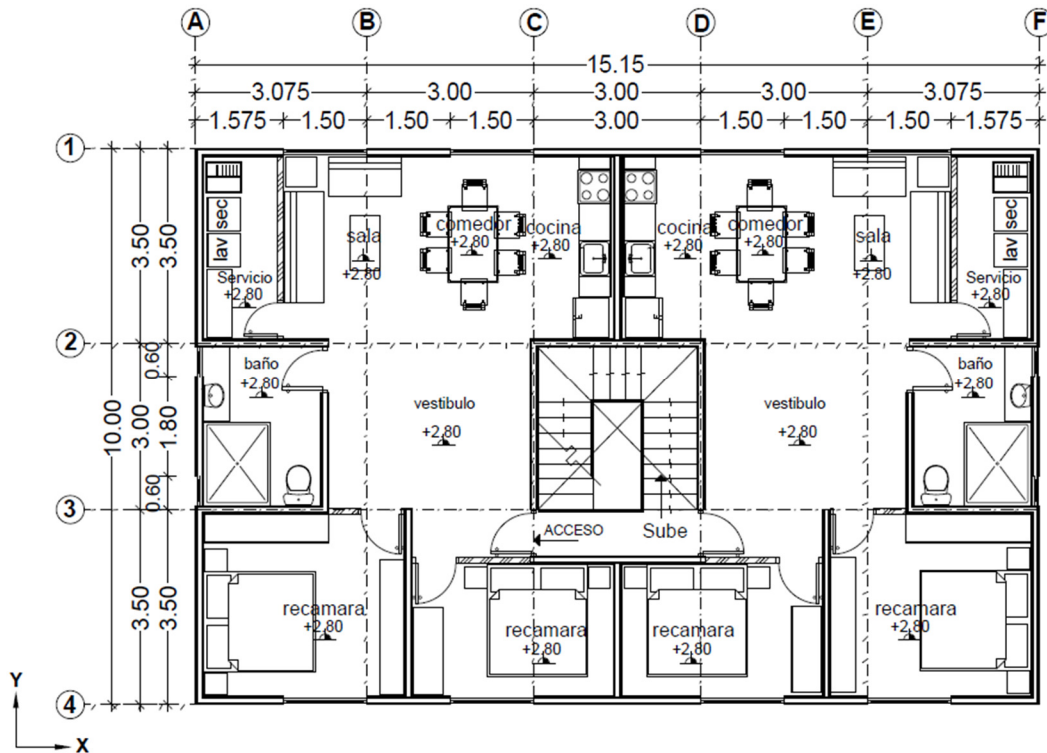 A B C D E F
15.15
3.075 3.00 3.00 3.00 3.075
1.575 1.50 1.50 1.50 3.00 1.50 1.50 1.50 1.575
1
2
3
4
10.00
3.50 3.00 3.50
3.50 0.60 1.80 0.60 3.50
sec
lav
Servicio
+2.80
sala
+2.80
comedor
+2.80
cocina
+2.80
cocina
+2.80
comedor
+2.80
sala
+2.80
sec
lav
Servicio
+2.80
baño
+2.80
vestibulo
+2.80
vestibulo
+2.80
baño
+2.80
ACCESO
Sube
recamara
+2.80
recamara
+2.80
recamara
+2.80
recamara
+2.80
Y
X